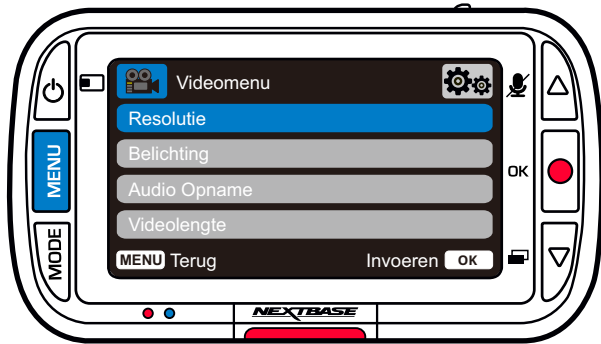 Videomenu
MENU
Resolutie
Belichting
OK
Audio Opname
Videolengte
MODE
MENU Terug Invoeren OK
NEXTBASE